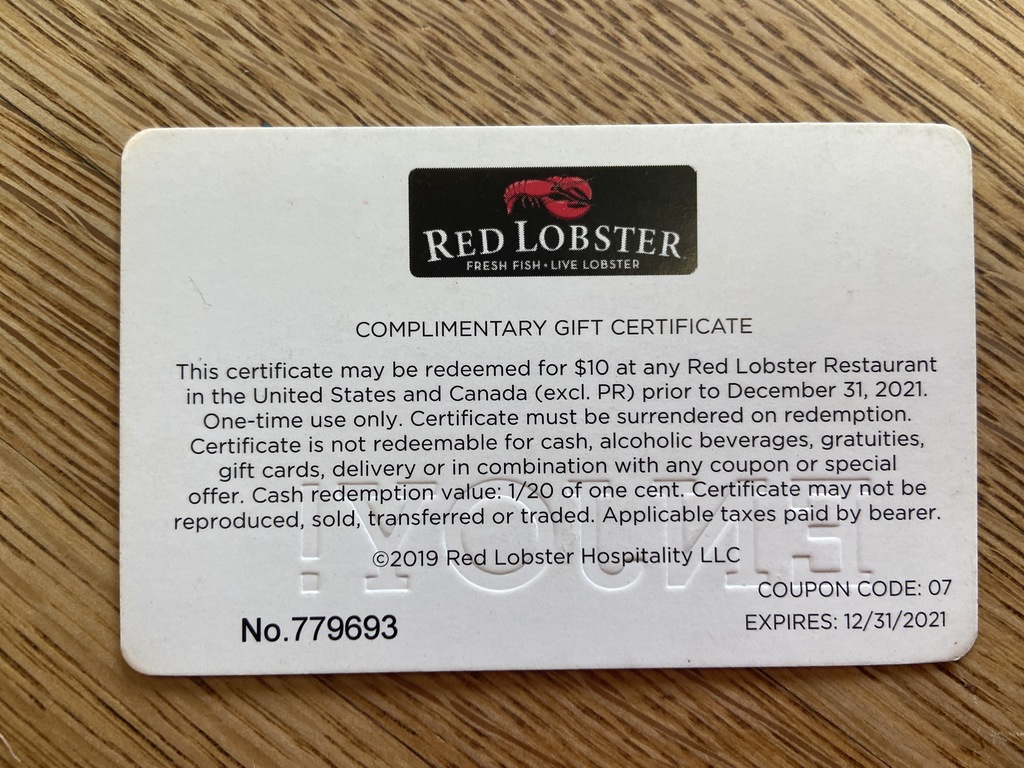 RED LOBSTER
FRESH FISH • LIVE LOBSTER
COMPLIMENTARY GIFT CERTIFICATE
This certificate may be redeemed for $10 at any Red Lobster Restaurant
in the United States and Canada (excl. PR) prior to December 31, 2021.
One-time use only. Certificate must be surrendered on redemption.
Certificate is not redeemable for cash, alcoholic beverages, gratuities,
gift cards, delivery or in combination with any coupon or special
offer. Cash redemption value: 1/20 of one cent. Certificate may not be
reproduced, sold, transferred or traded. Applicable taxes paid by bearer.
ENJOY!
©2019 Red Lobster Hospitality LLC
COUPON CODE: 07
No.779693
EXPIRES: 12/31/2021